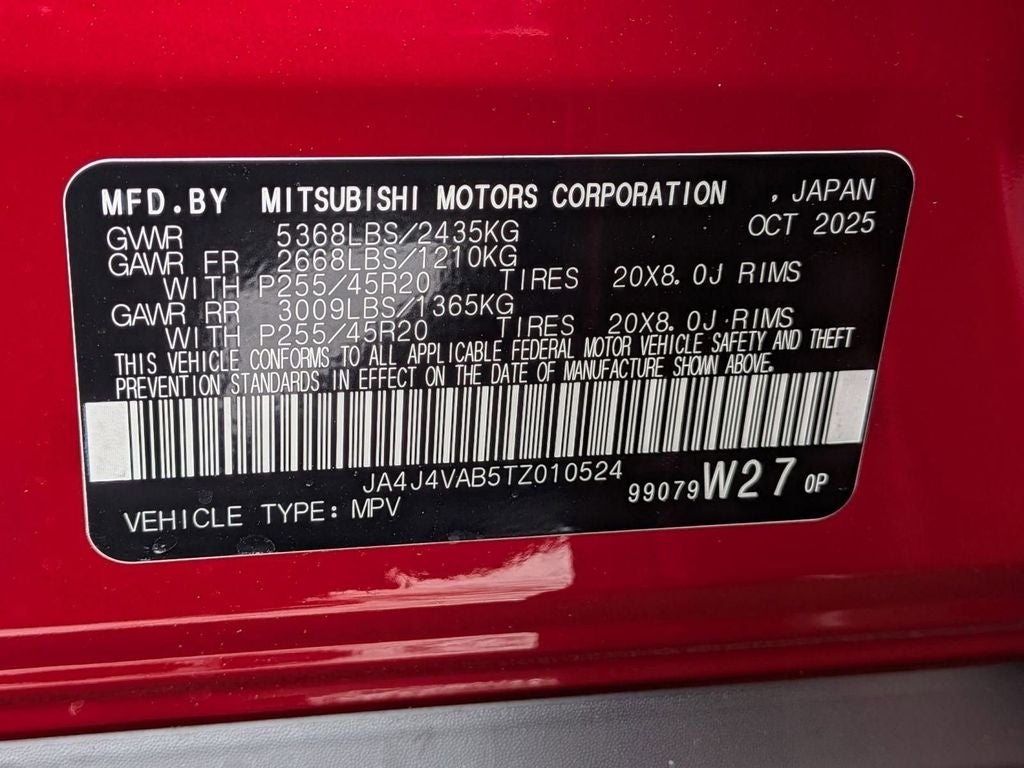 MFD.BY MITSUBISHI MOTORS CORPORATION , JAPAN
GVWR 5368LBS/2435KG OCT 2025
GAWR FR 2668LBS/1210KG
WITH P255/45R20 TIRES 20X8.0J RIMS
GAWR RR 3009LBS/1365KG
WITH P255/45R20 TIRES 20X8.0J RIMS
THIS VEHICLE CONFORMS TO ALL APPLICABLE FEDERAL MOTOR VEHICLE SAFETY AND THEFT
PREVENTION STANDARDS IN EFFECT ON THE DATE OF MANUFACTURE SHOWN ABOVE.
JA4J4VAB5TZ010524
99079W27 0P
VEHICLE TYPE: MPV